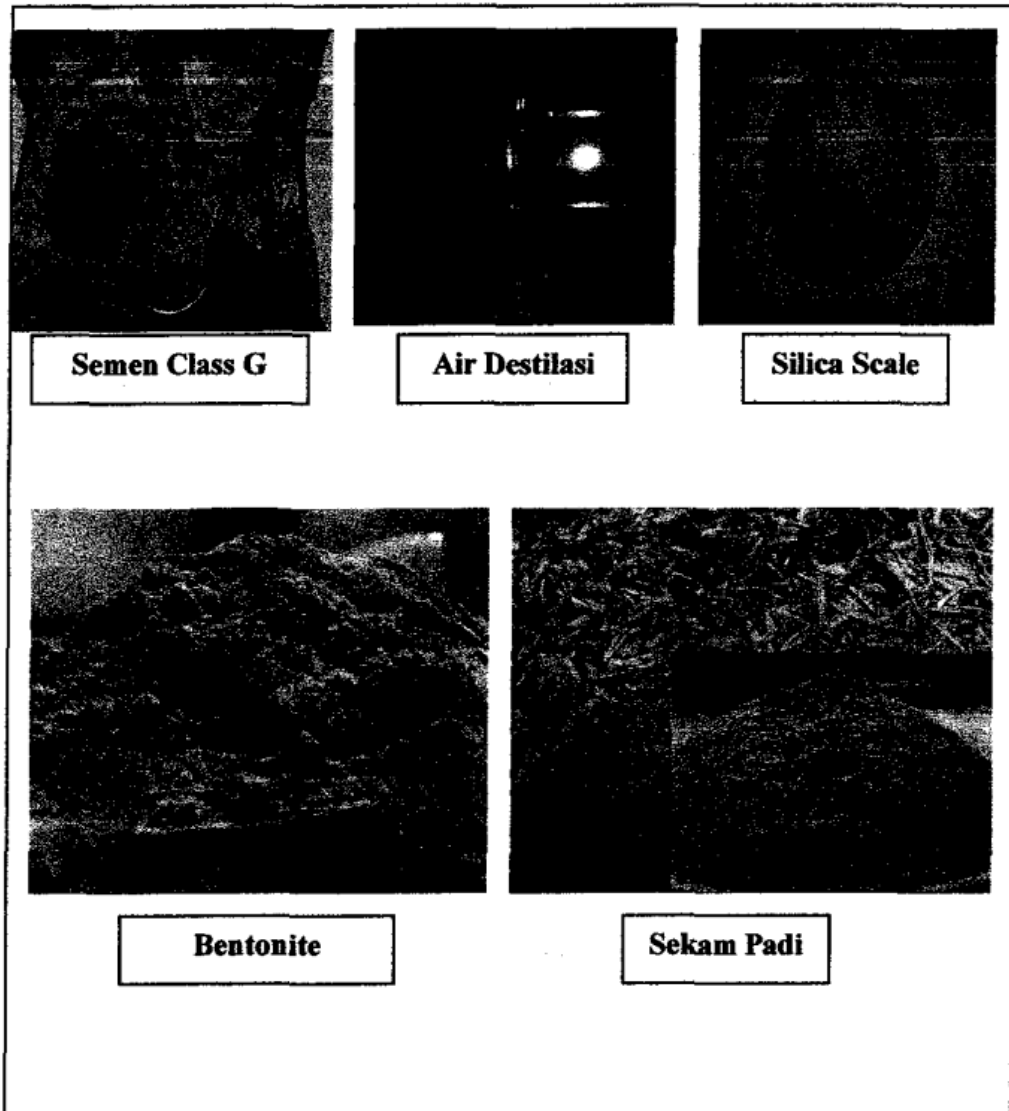 Semen Class G
Air Destilasi
Silica Scale
Bentonite
Sekam Padi